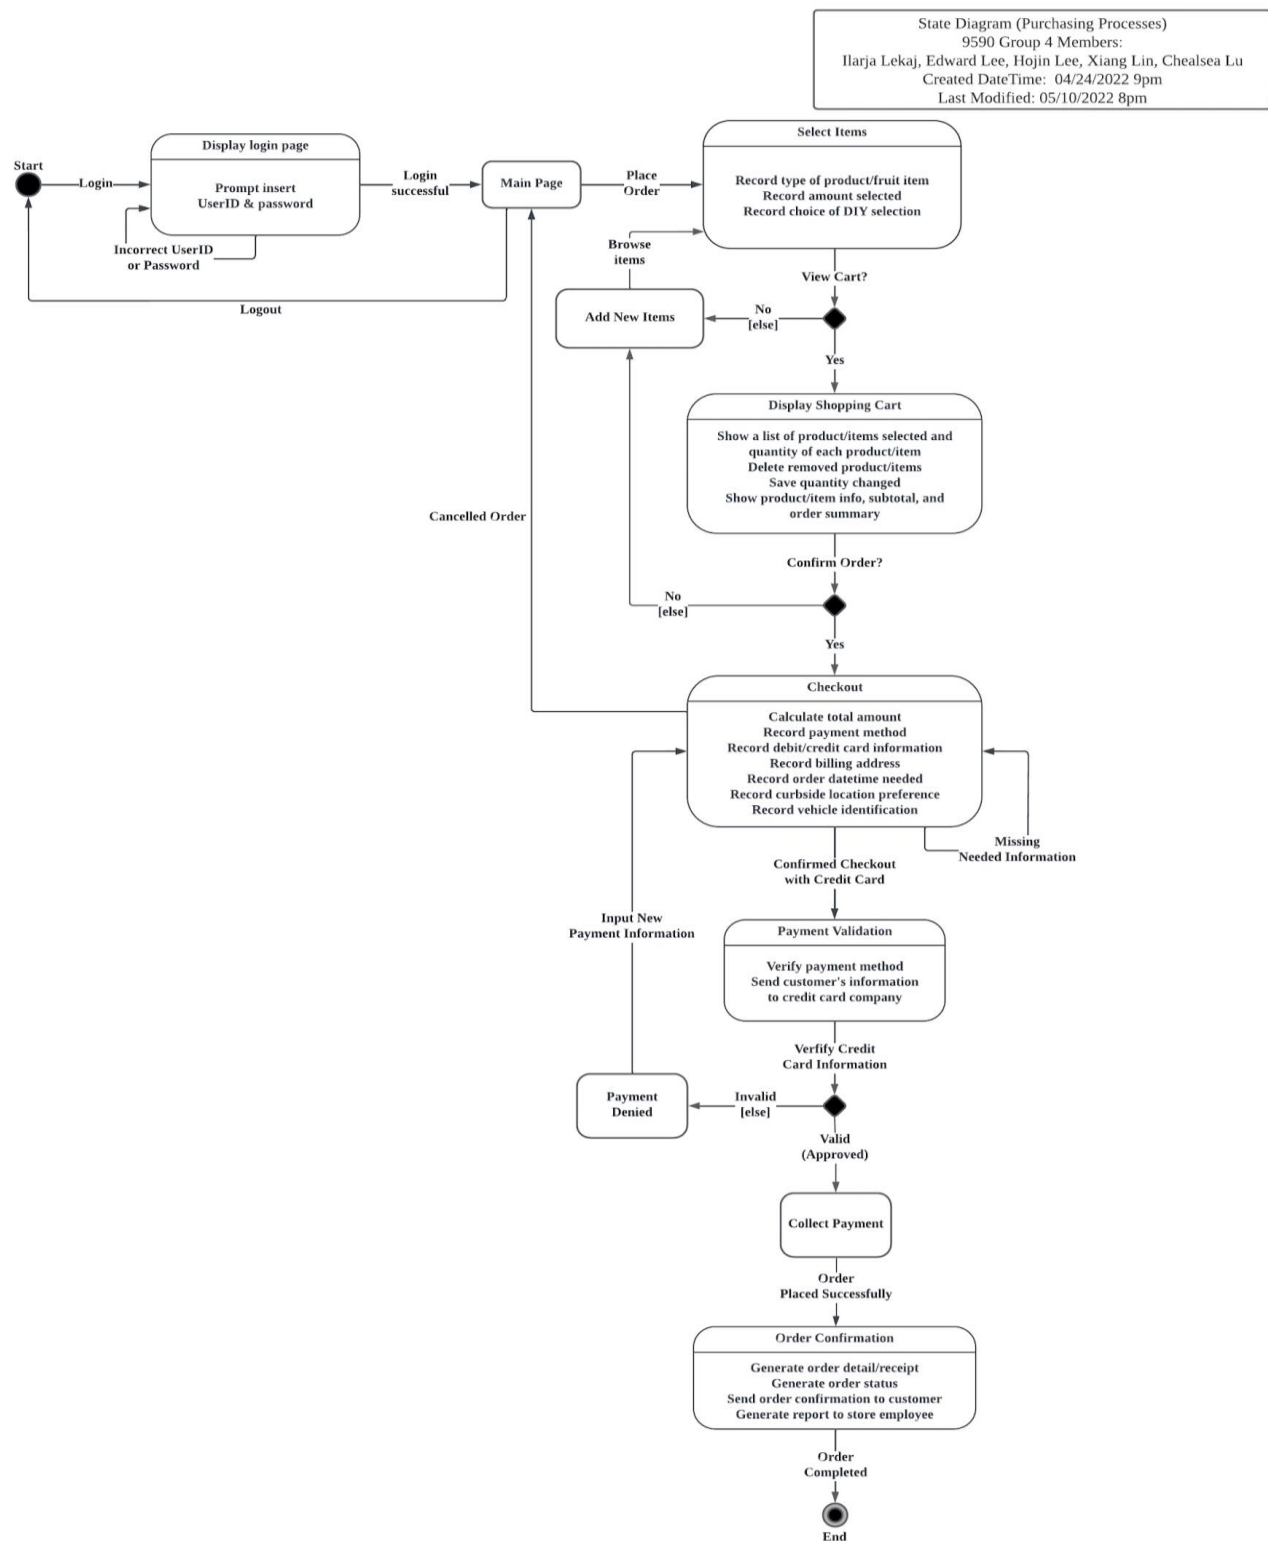 State Diagram (Purchasing Processes)
9590 Group 4 Members:
Ilarja Lekaj, Edward Lee, Hojin Lee, Xiang Lin, Chealsea Lu
Created DateTime:  04/24/2022 9pm
Last Modified: 05/10/2022 8pm
Start
Login
Display login page
Prompt insert
UserID & password
Incorrect UserID
or Password
Login
successful
Main Page
Logout
Place
Order
Select Items
Record type of product/fruit item
Record amount selected
Record choice of DIY selection
Browse
items
View Cart?
Add New Items
No
[else]
Yes
Display Shopping Cart
Show a list of product/items selected and
quantity of each product/item
Delete removed product/items
Save quantity changed
Show product/item info, subtotal, and
order summary
Cancelled Order
Confirm Order?
No
[else]
Yes
Checkout
Calculate total amount
Record payment method
Record debit/credit card information
Record billing address
Record order datetime needed
Record curbside location preference
Record vehicle identification
Missing
Needed Information
Confirmed Checkout
with Credit Card
Input New
Payment Information
Payment Validation
Verify payment method
Send customer's information
to credit card company
Verfify Credit
Card Information
Payment
Denied
Invalid
[else]
Valid
(Approved)
Collect Payment
Order
Placed Successfully
Order Confirmation
Generate order detail/receipt
Generate order status
Send order confirmation to customer
Generate report to store employee
Order
Completed
End